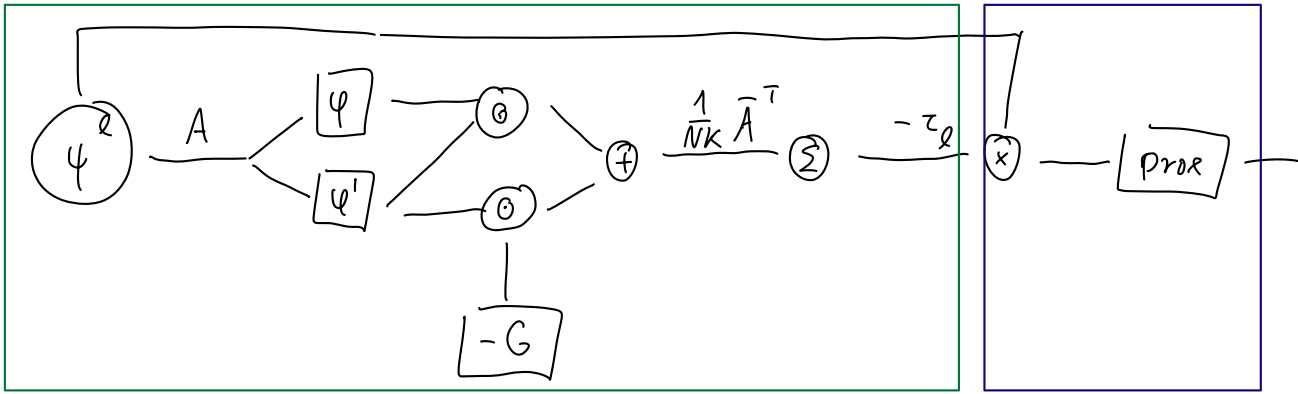 ψ^ℓ
A
φ
φ'
⊙
⊙
-G
+
1/NK Ā^T
Σ
-τ_ℓ
×
prox